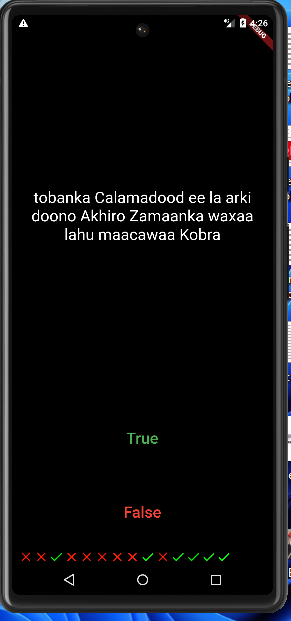 4:26
DEBUG
tobanka Calamadood ee la arki
doono Akhiro Zamaanka waxaa
lahu maacawaa Kobra
True
False